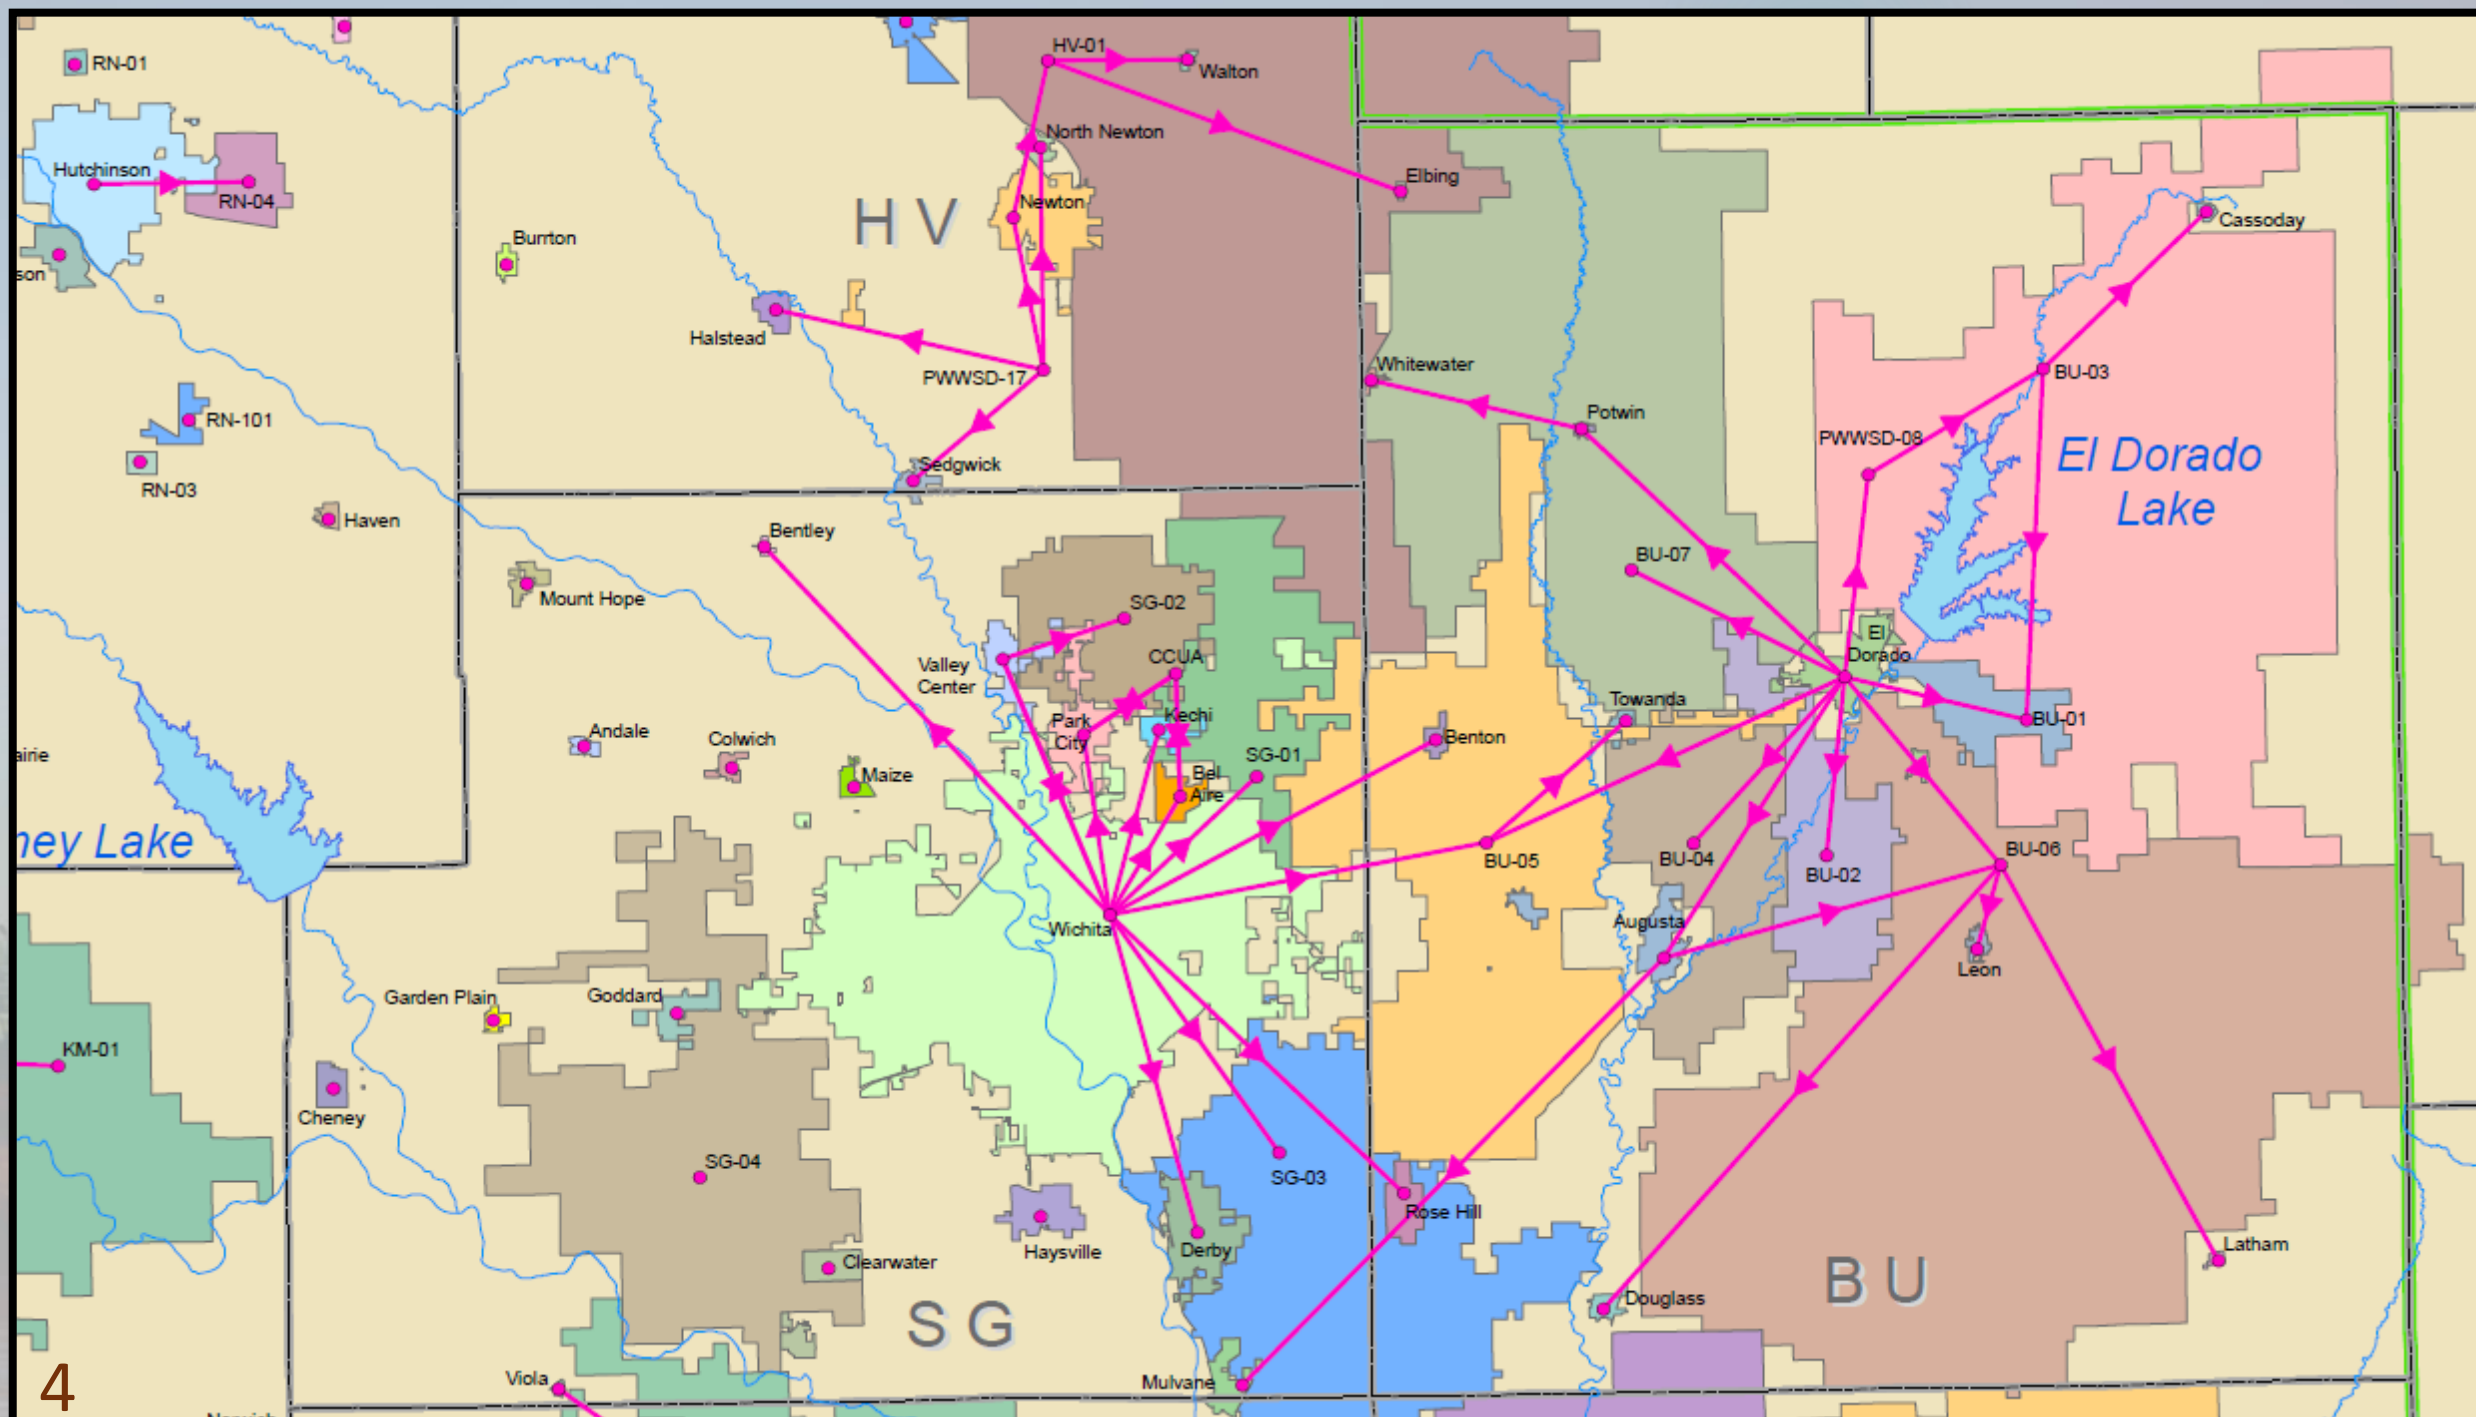 HV-01
RN-01
Walton
North Newton
Hutchinson
RN-04
Elbing
Newton
H V
Cassoday
Burrton
son
Halstead
PWWSD-17
Whitewater
BU-03
Potwin
RN-101
PWWSD-08
El Dorado
Lake
Sedgwick
RN-03
Haven
Bentley
BU-07
Mount Hope
SG-02
El
Dorado
CCUA
Valley
Center
Towanda
Park
City
Kechi
BU-01
Andale
Colwich
Benton
airie
SG-01
Maize
Bel
Aire
ney Lake
BU-05
BU-04
BU-06
BU-02
Augusta
Wichita
Leon
Garden Plain
Goddard
KM-01
Cheney
SG-04
SG-03
Rose Hill
Haysville
Derby
Latham
Clearwater
B U
Douglass
S G
Viola
Mulvane
4